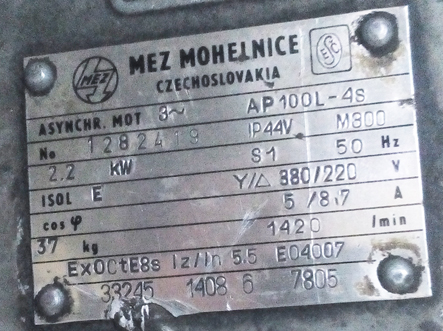 MEZ
MEZ MOHELNICE
CZECHOSLOVAKIA
ASYNCHR. MOT 3~ AP100L-4s
No 1282419 IP44V M300
2.2 KW S1 50 Hz
ISOL E Y/△ 380/220 V
cos φ 5/8.7 A
37 kg 1420 /min
ExOCtE8s Iz/In 5.5 E04007
33245 1408 6 7805